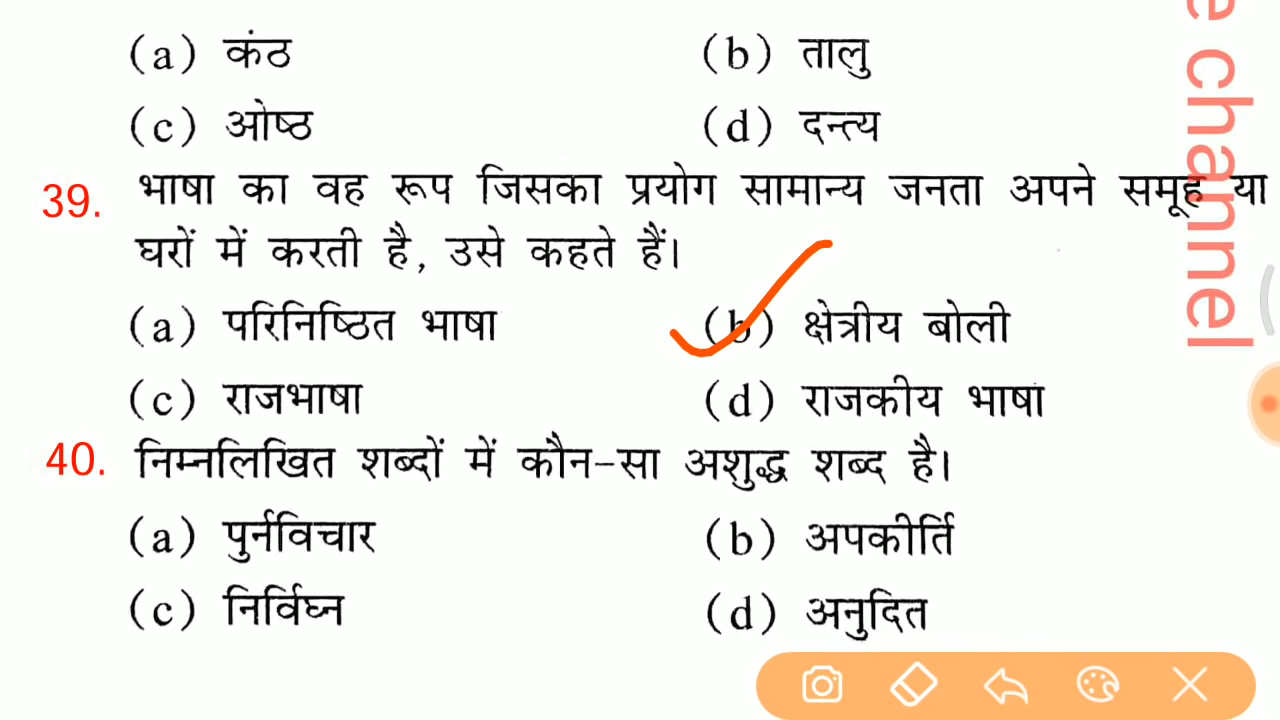 (a) कंठ (b) तालु
(c) ओष्ठ (d) दन्त्य
39. भाषा का वह रूप जिसका प्रयोग सामान्य जनता अपने समूह या
घरों में करती है, उसे कहते हैं।
(a) परिनिष्ठित भाषा (b) क्षेत्रीय बोली
(c) राजभाषा (d) राजकीय भाषा
40. निम्नलिखित शब्दों में कौन-सा अशुद्ध शब्द है।
(a) पुर्नविचार (b) अपकीर्ति
(c) निर्विघ्न (d) अनुदित
e channel